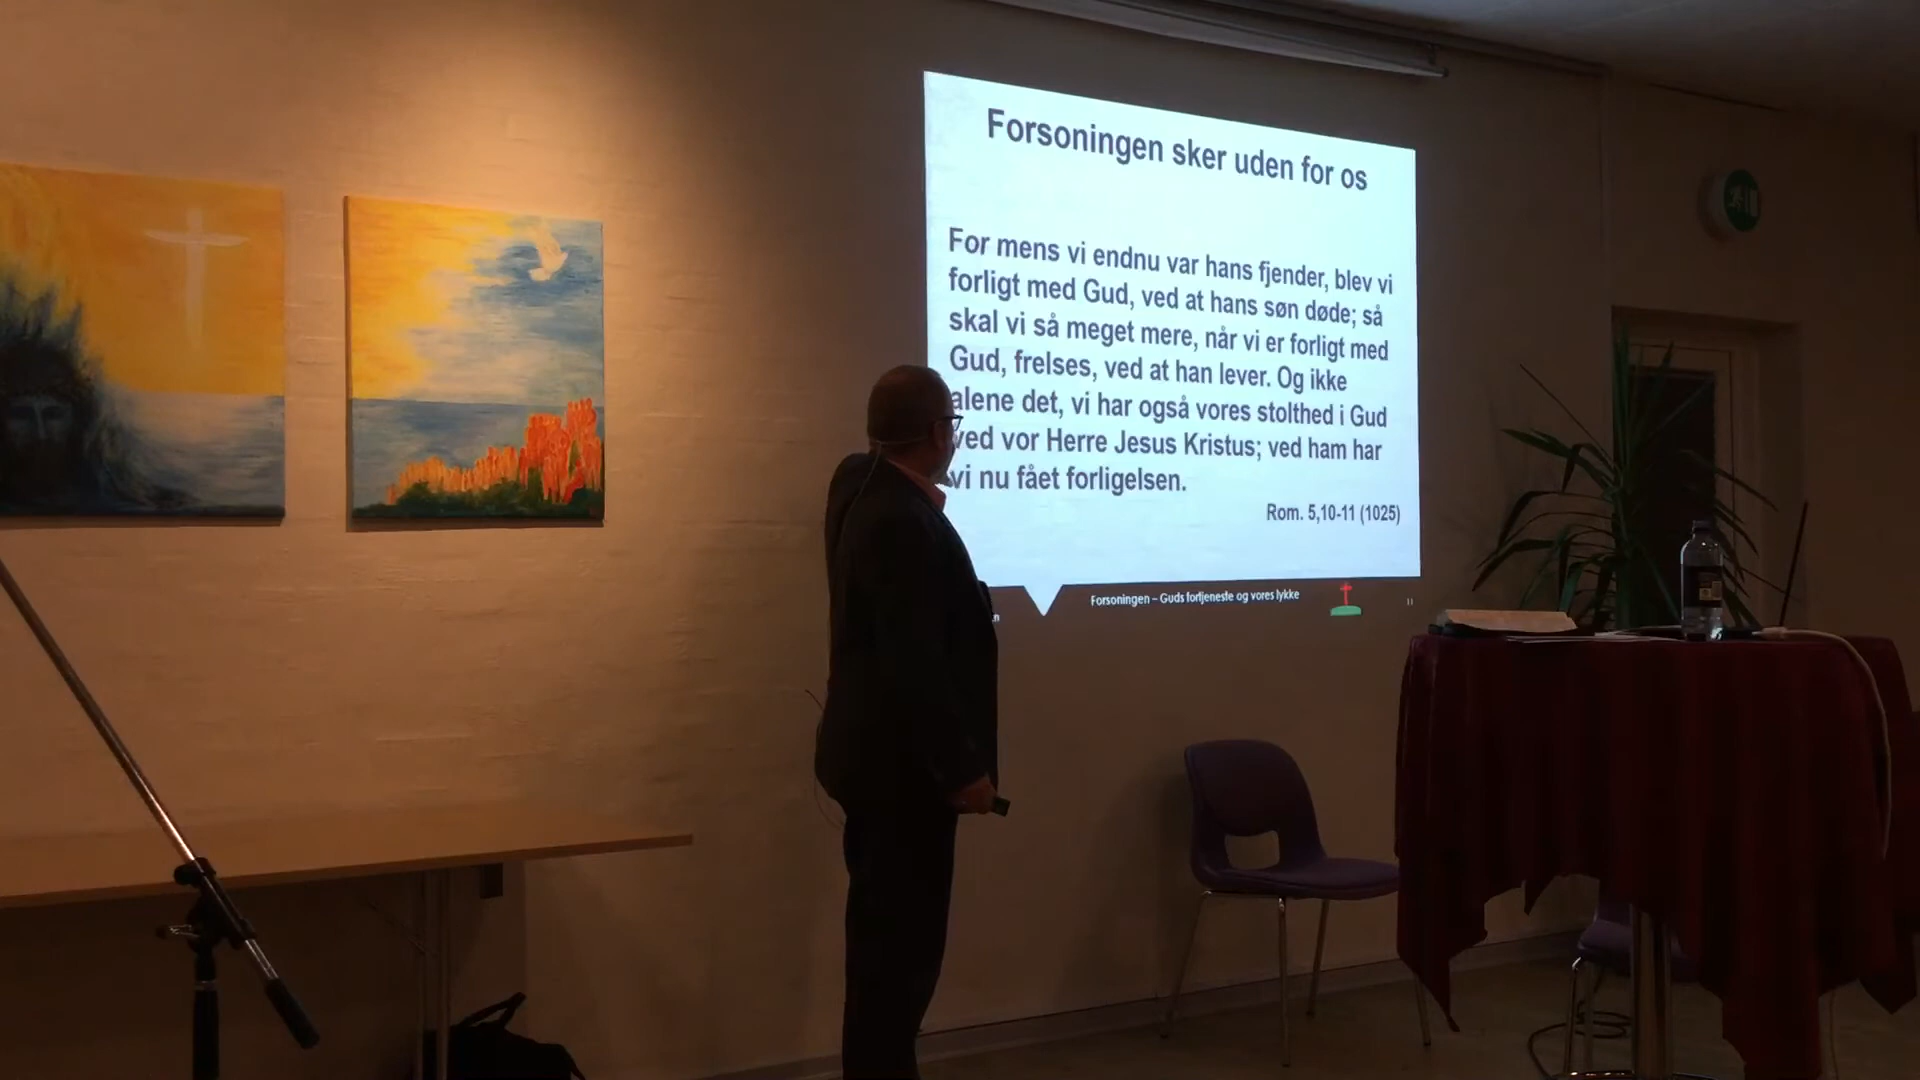 Forsoningen sker uden for os
For mens vi endnu var hans fjender, blev vi
forligt med Gud, ved at hans søn døde; så
skal vi så meget mere, når vi er forligt med
Gud, frelses, ved at han lever. Og ikke
alene det, vi har også vores stolthed i Gud
ved vor Herre Jesus Kristus; ved ham har
vi nu fået forligelsen.
Rom. 5,10-11 (1025)
Forsoningen – Guds fortjeneste og vores lykke
11